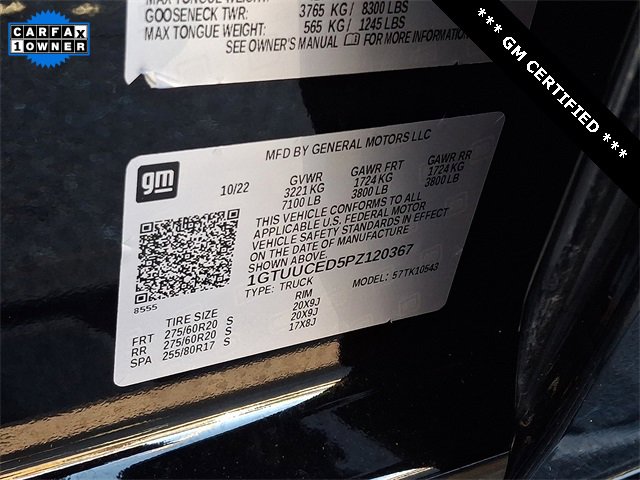 CARFAX
1 OWNER
*** GM CERTIFIED ***
GOOSENECK TWR: 3765 KG / 8300 LBS
MAX TONGUE WEIGHT: 565 KG / 1245 LBS
SEE OWNER'S MANUAL FOR MORE INFORMATION
MFD BY GENERAL MOTORS LLC
gm
10/22
GVWR GAWR FRT GAWR RR
3221 KG 1724 KG 1724 KG
7100 LB 3800 LB 3800 LB
THIS VEHICLE CONFORMS TO ALL
APPLICABLE U.S. FEDERAL MOTOR
VEHICLE SAFETY STANDARDS IN EFFECT
ON THE DATE OF MANUFACTURE
SHOWN ABOVE.
1GTUUCED5PZ120367
TYPE: TRUCK MODEL: 57TK10543
8555
TIRE SIZE RIM
FRT 275/60R20 S 20X9J
RR 275/60R20 S 20X9J
SPA 255/80R17 S 17X8J